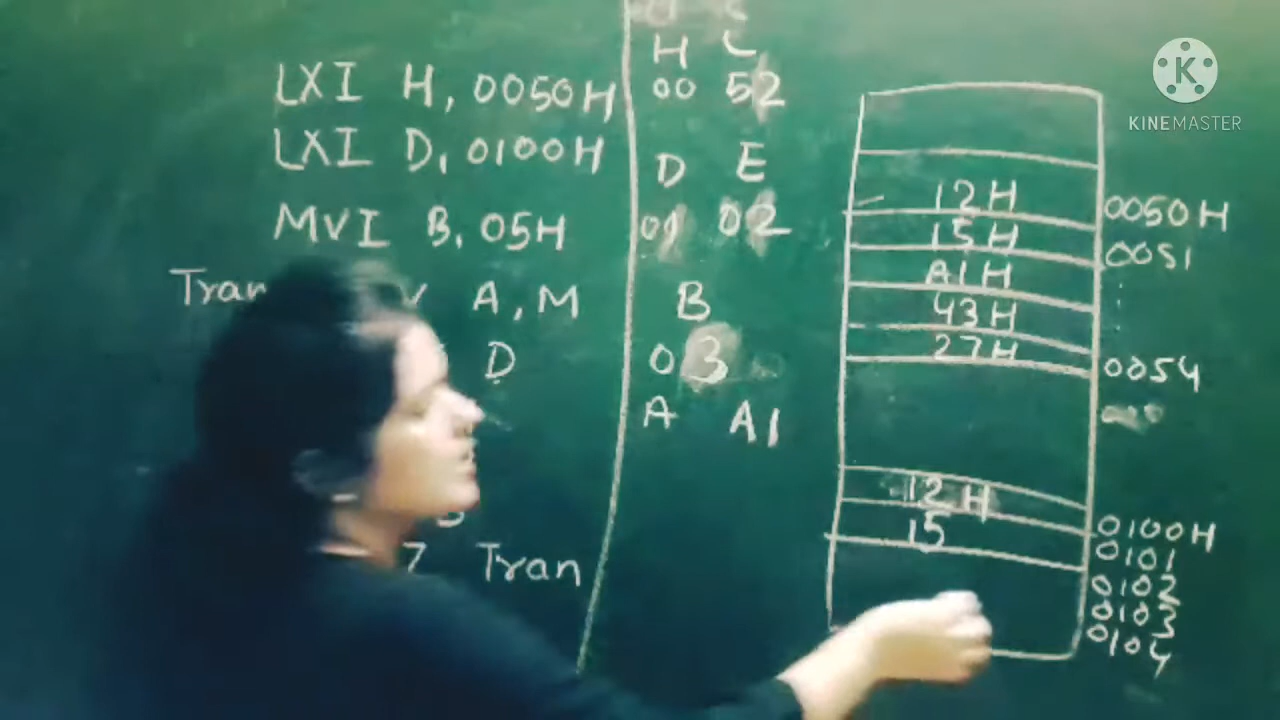 H L
LXI H, 0050H 00 52
LXI D, 0100H D E
MVI B, 05H 01 02
Tran A, M B
D 03
A A1
Z Tran
12H 0050H
15H 0051
A1H
43H
27H 0054
12H 0100H
15 0101
0102
0103
0104
K
KINEMASTER